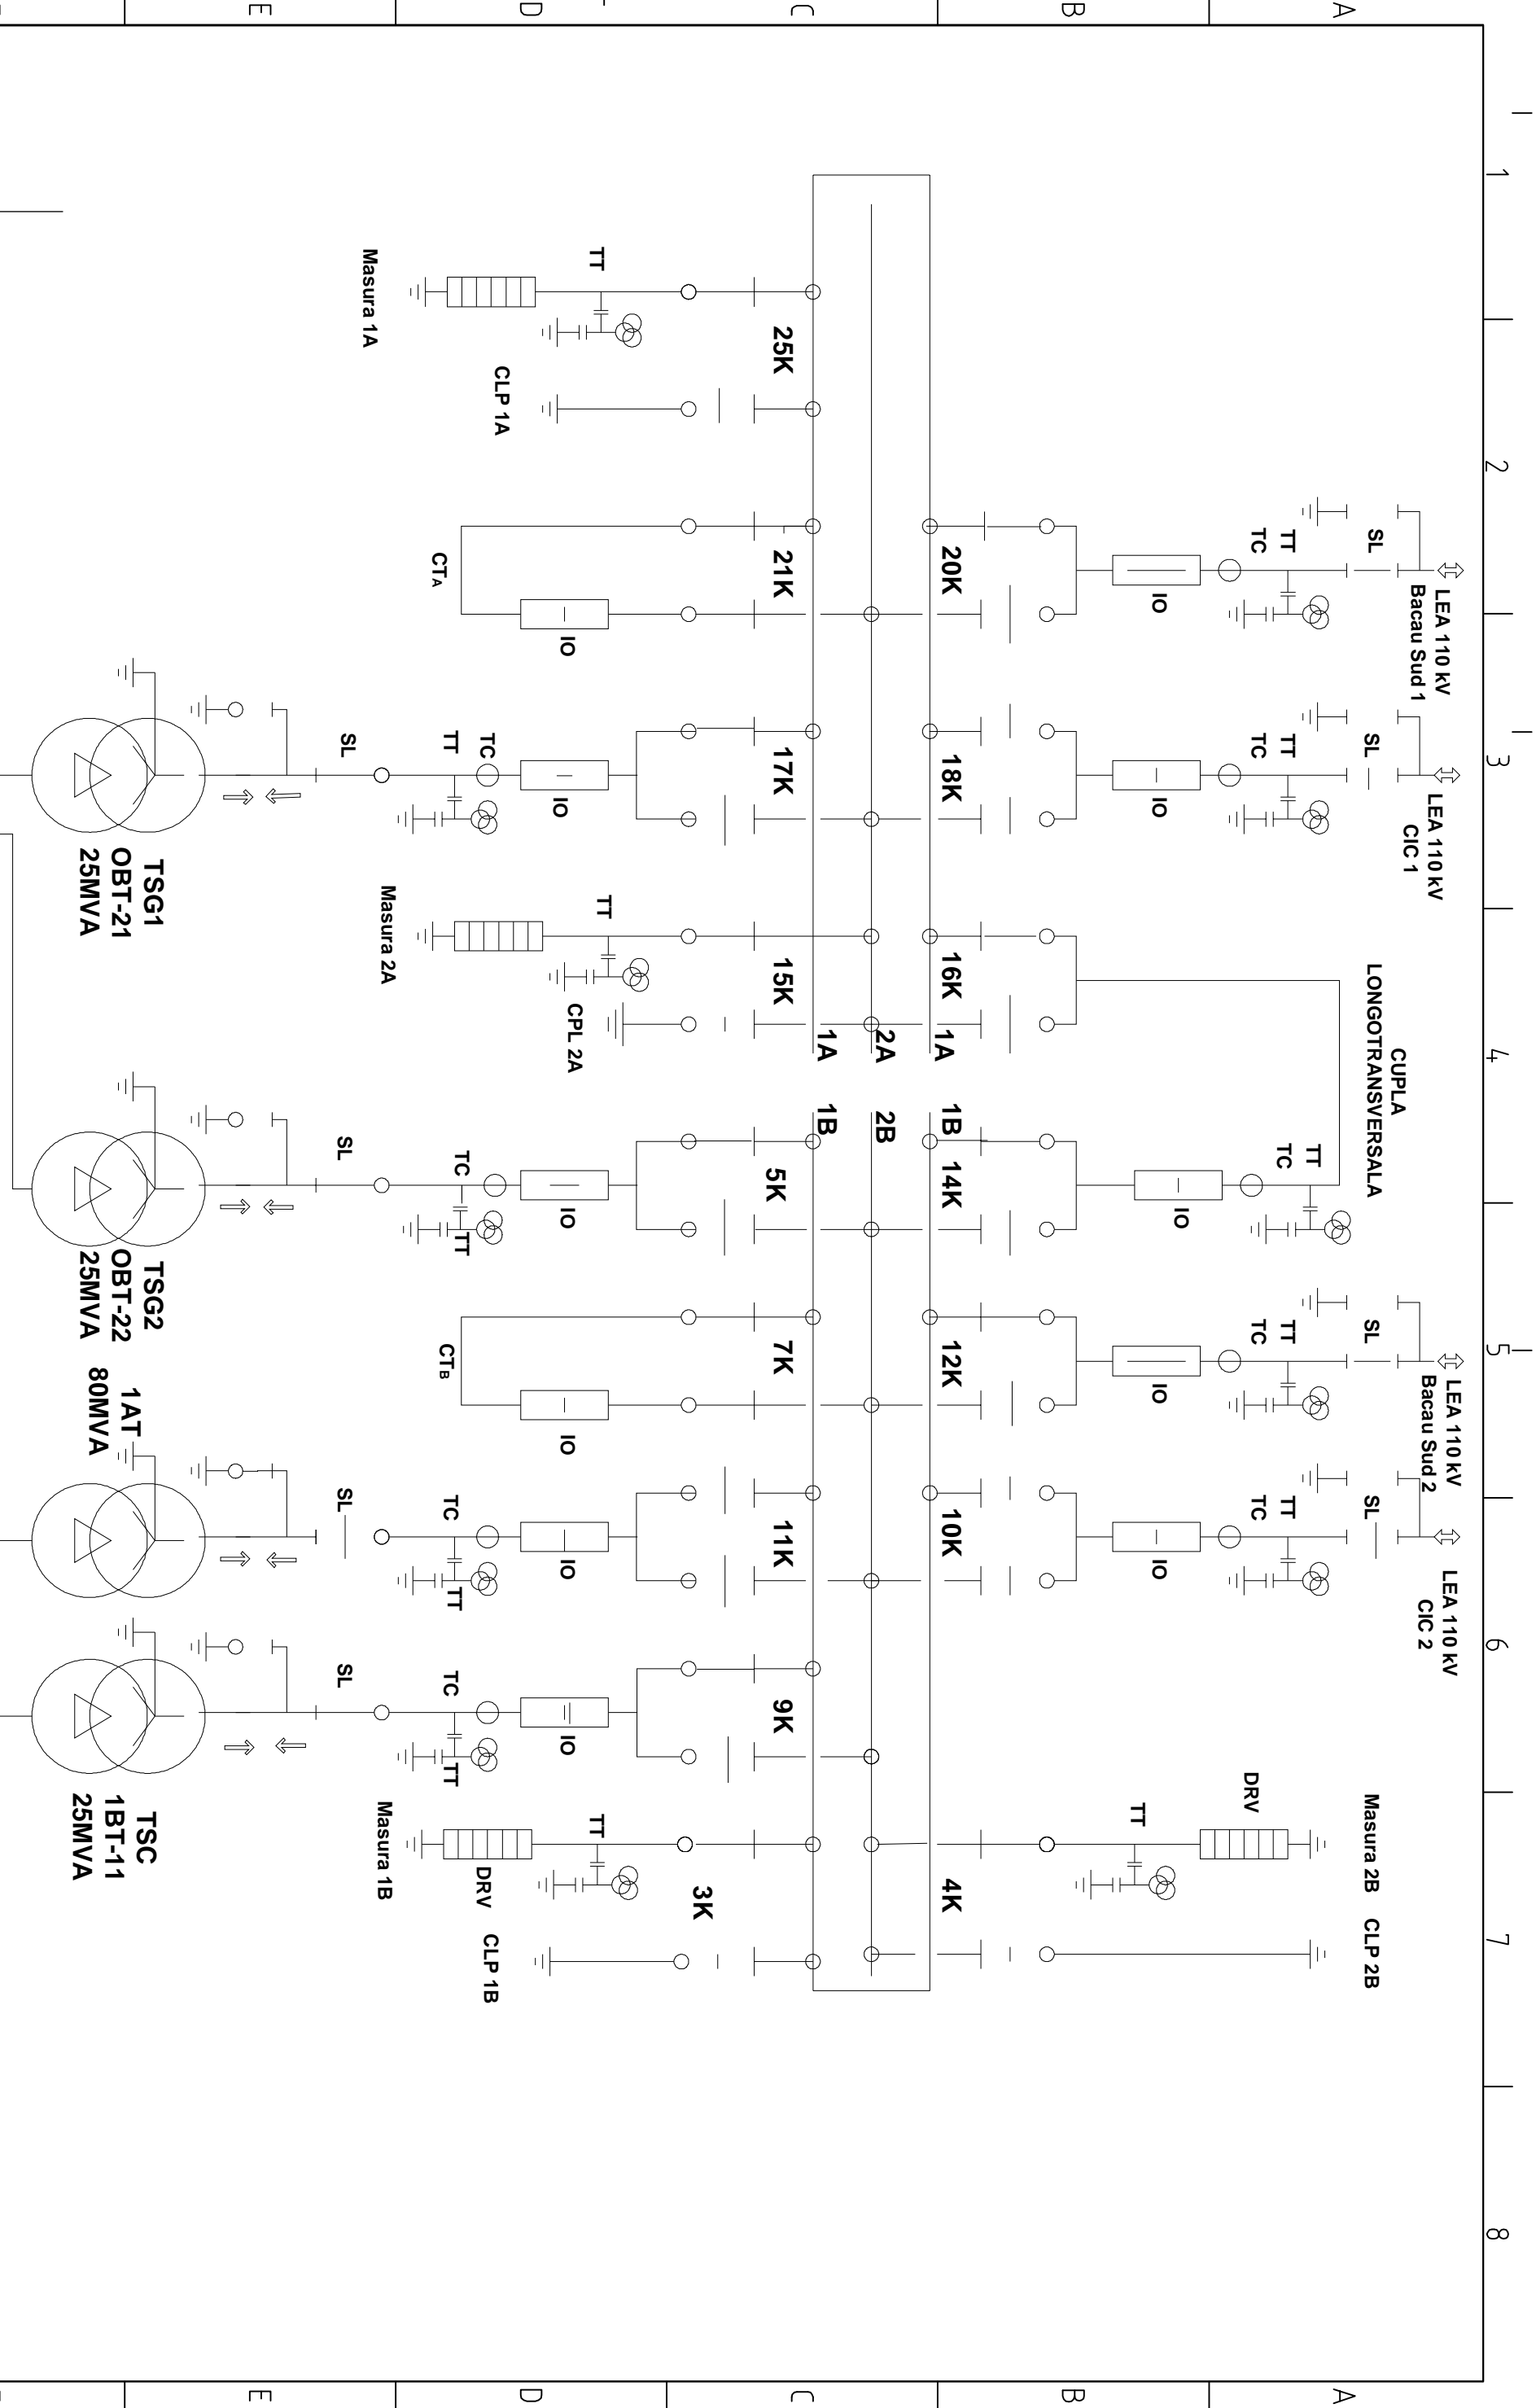 1 2 3 4 5 6 7 8
A A
LEA 110 kV
Bacau Sud 1
LEA 110 kV
CIC 1
CUPLA
LONGOTRANSVERSALA
LEA 110 kV
Bacau Sud 2
LEA 110 kV
CIC 2
Masura 2B
CLP 2B
SL
SL
SL
SL
TT
TC
TT
TC
TT
TC
TT
TC
TT
TC
DRV
IO
IO
IO
IO
IO
TT
B B
20K
18K
16K
14K
12K
10K
4K
1A
1B
2A
2B
1A
1B
C C
25K
21K
17K
15K
5K
7K
11K
9K
3K
TT
CLP 1A
IO
CTA
IO
TT
CPL 2A
IO
IO
CTB
IO
IO
TT
DRV
CLP 1B
D D
Masura 1A
TC
TT
Masura 2A
TC
TT
TC
TT
TC
TT
Masura 1B
SL
SL
SL
SL
E E
TSG1
OBT-21
25MVA
TSG2
OBT-22
25MVA
1AT
80MVA
TSC
1BT-11
25MVA